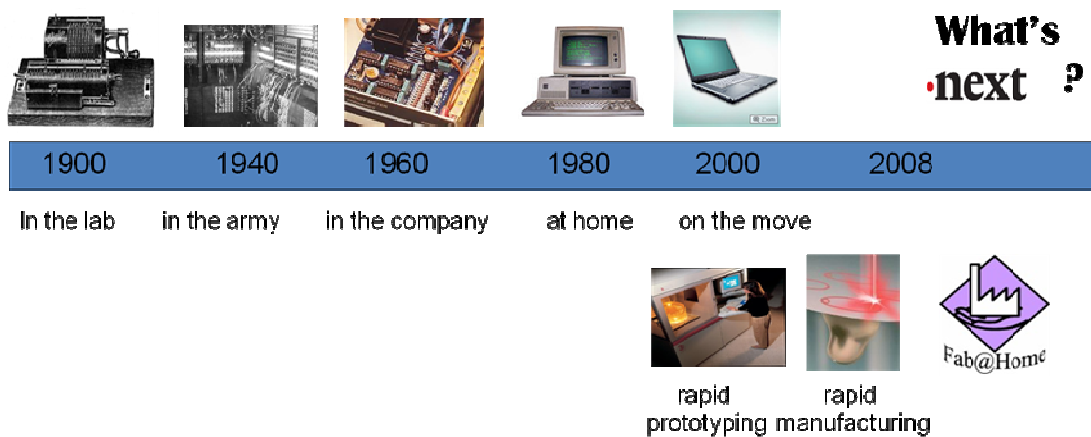 What's
next ?
Zoom
1900 1940 1960 1980 2000 2008
In the lab in the army in the company at home on the move
Fab@Home
rapid rapid
prototyping manufacturing